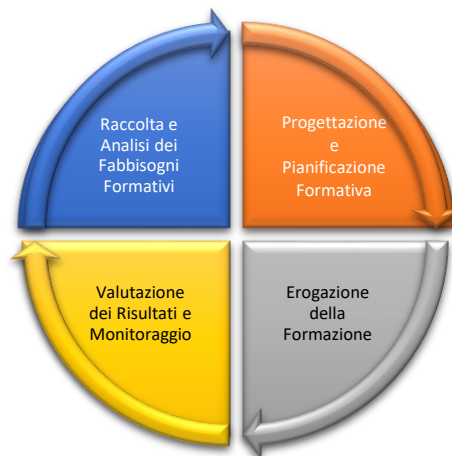 Raccolta e
Analisi dei
Fabbisogni
Formativi
Progettazione
e
Pianificazione
Formativa
Valutazione
dei Risultati e
Monitoraggio
Erogazione
della
Formazione